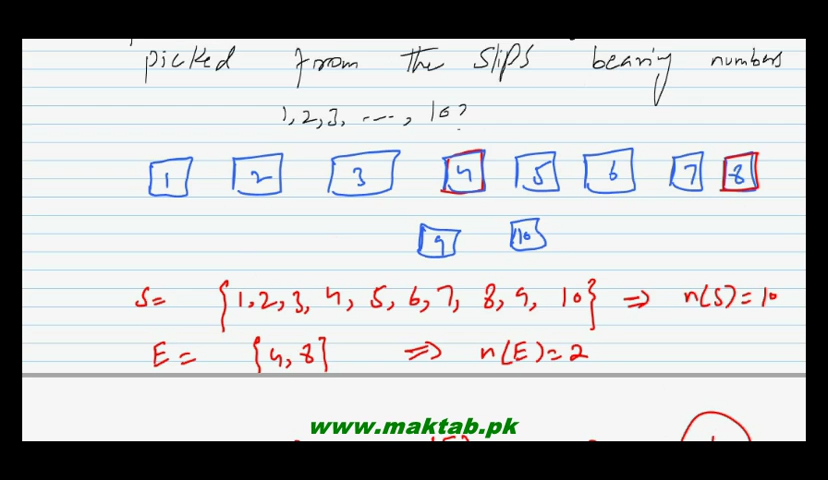 picked from the slips bearing numbers
1, 2, 3, ----, 10?
1 2 3 4 5 6 7 8
9 10
S= {1, 2, 3, 4, 5, 6, 7, 8, 9, 10} => n(S)=10
E= {4, 8] => n(E)=2
www.maktab.pk